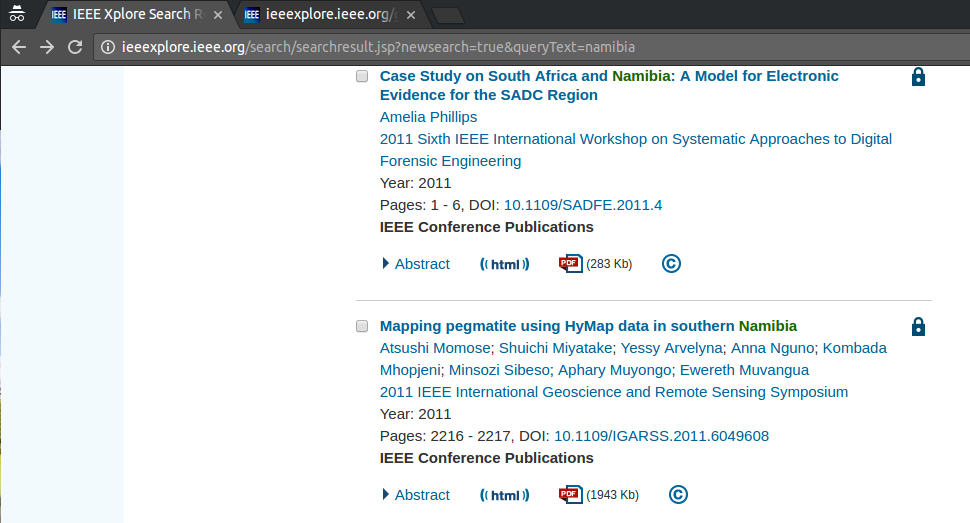 IEEE Xplore Search R
ieeexplore.ieee.org/
ieeexplore.ieee.org/search/searchresult.jsp?newsearch=true&queryText=namibia
Case Study on South Africa and Namibia: A Model for Electronic
Evidence for the SADC Region
Amelia Phillips
2011 Sixth IEEE International Workshop on Systematic Approaches to Digital
Forensic Engineering
Year: 2011
Pages: 1 - 6, DOI: 10.1109/SADFE.2011.4
IEEE Conference Publications
Abstract ((html)) PDF (283 Kb) ©
Mapping pegmatite using HyMap data in southern Namibia
Atsushi Momose; Shuichi Miyatake; Yessy Arvelyna; Anna Nguno; Kombada
Mhopjeni; Minsozi Sibeso; Aphary Muyongo; Ewereth Muvangua
2011 IEEE International Geoscience and Remote Sensing Symposium
Year: 2011
Pages: 2216 - 2217, DOI: 10.1109/IGARSS.2011.6049608
IEEE Conference Publications
Abstract ((html)) PDF (1943 Kb) ©